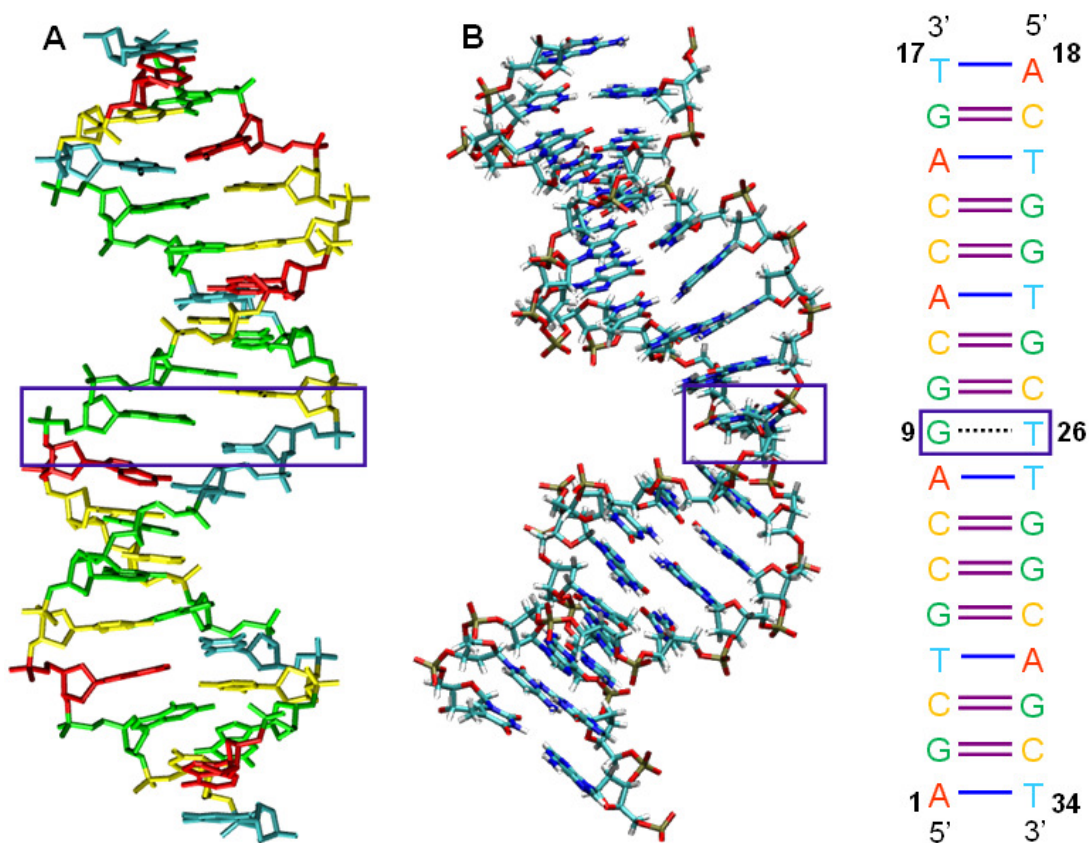 A
B
3’ 5’
17 T A 18
G C
A T
C G
C G
A T
C G
G C
9 G T 26
A T
C G
C G
G C
T A
C G
G C
1 A T 34
5’ 3’